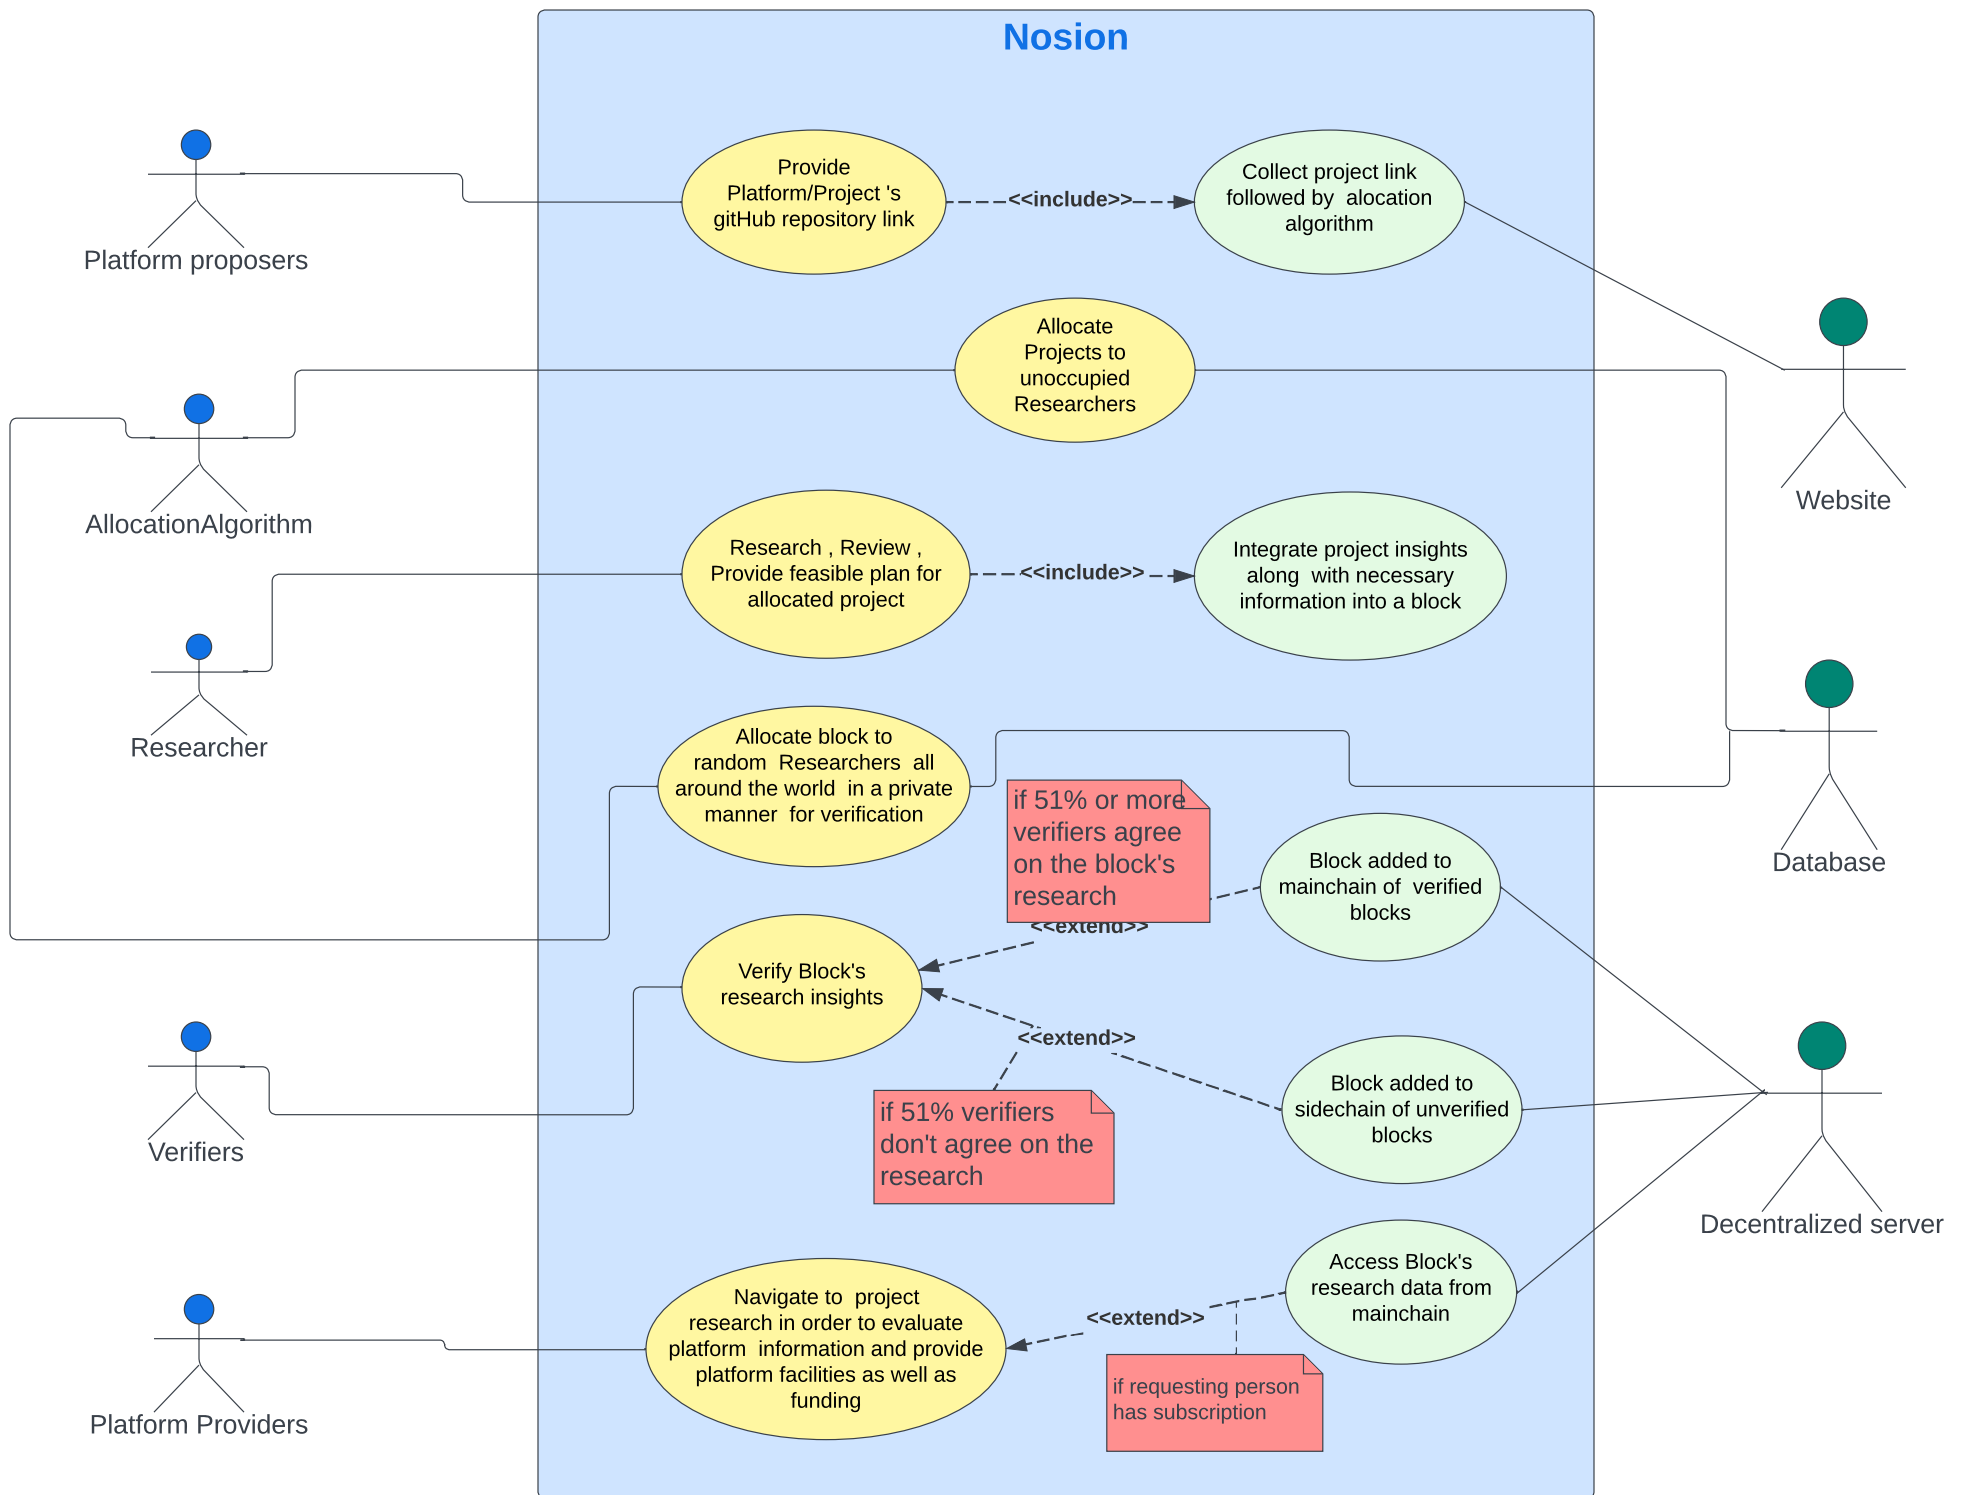 Nosion
Platform proposers
Provide
Platform/Project 's
gitHub repository link
<<include>>
Collect project link
followed by  alocation
algorithm
Website
AllocationAlgorithm
Allocate
Projects to
unoccupied
Researchers
Researcher
Research , Review ,
Provide feasible plan for
allocated project
<<include>>
Integrate project insights
along  with necessary
information into a block
Database
Allocate block to
random  Researchers  all
around the world  in a private
manner  for verification
if 51% or more
verifiers agree
on the block's
research
<<extend>>
Block added to
mainchain of  verified
blocks
Verifiers
Verify Block's
research insights
<<extend>>
if 51% verifiers
don't agree on the
research
Block added to
sidechain of unverified
blocks
Decentralized server
Platform Providers
Navigate to  project
research in order to evaluate
platform  information and provide
platform facilities as well as
funding
<<extend>>
if requesting person
has subscription
Access Block's
research data from
mainchain